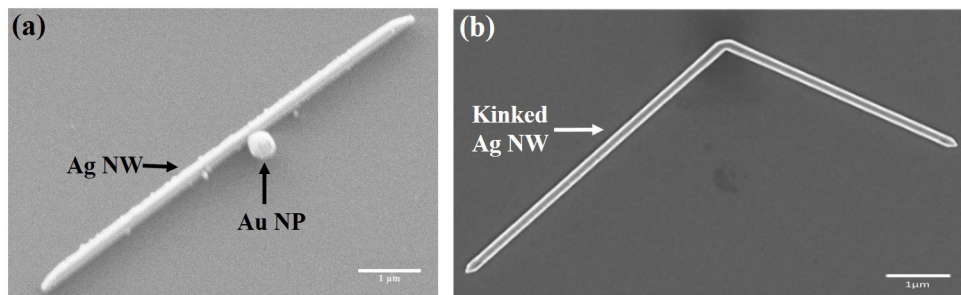 (a)
Ag NW
Au NP
1 μm
(b)
Kinked
Ag NW
1μm